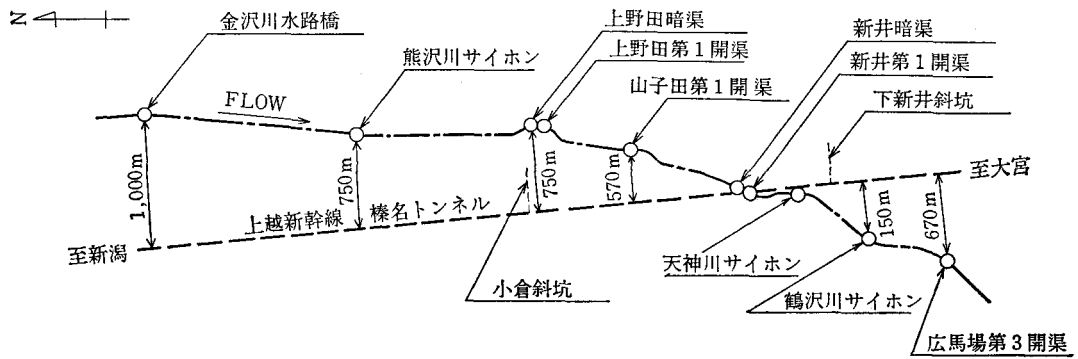 N
金沢川水路橋
熊沢川サイホン
上野田暗渠
上野田第1開渠
山子田第1開渠
新井暗渠
新井第1開渠
下新井斜坑
FLOW
1,000m
750m
750m
570m
至大宮
150m
670m
上越新幹線 榛名トンネル
至新潟
小倉斜坑
天神川サイホン
鶴沢川サイホン
広馬場第3開渠